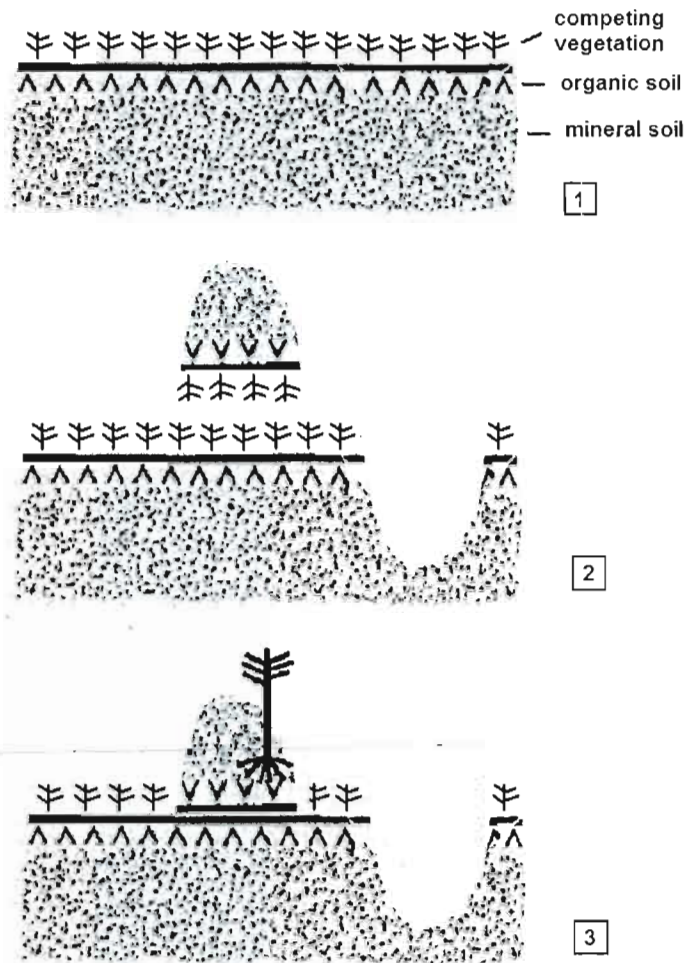 competing
vegetation
organic soil
mineral soil
1
2
3